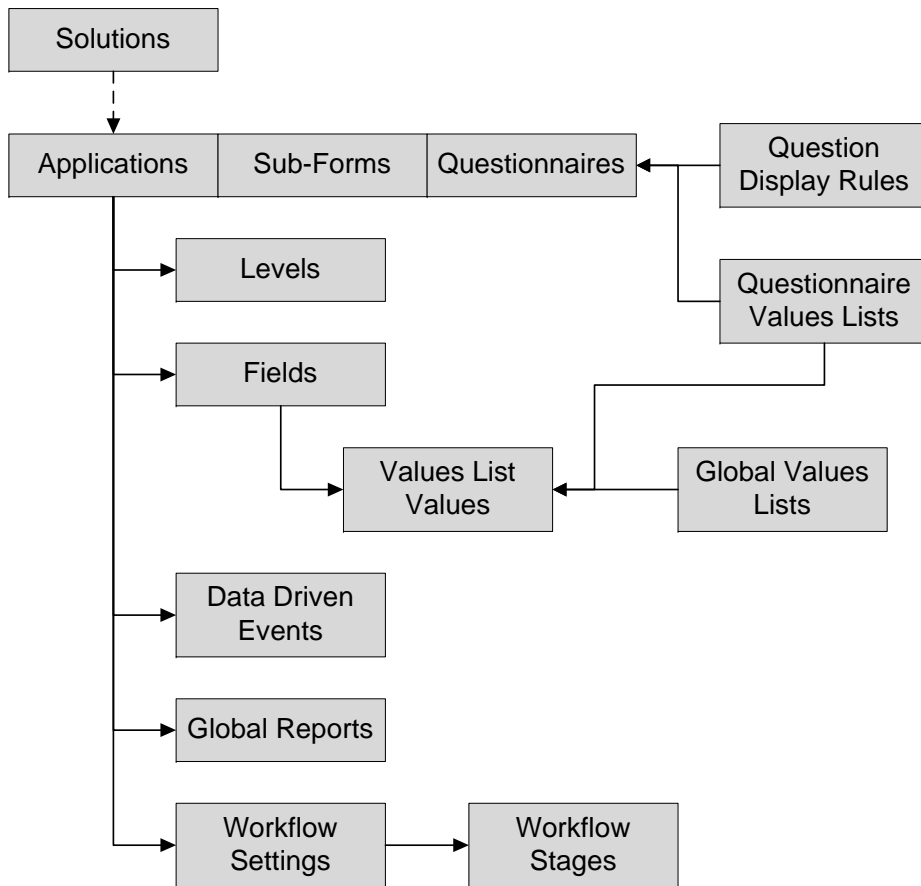 Solutions
Applications
Sub-Forms
Questionnaires
Question
Display Rules
Levels
Questionnaire
Values Lists
Fields
Values List
Values
Global Values
Lists
Data Driven
Events
Global Reports
Workflow
Settings
Workflow
Stages